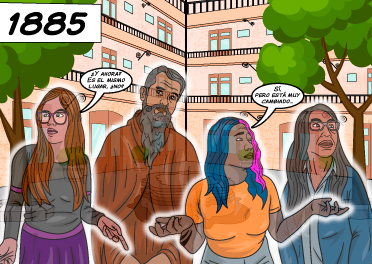 1885
¿Y AHORA?
ES EL MISMO
LUGAR, ¿NO?
SÍ,
PERO ESTÁ MUY
CAMBIADO..